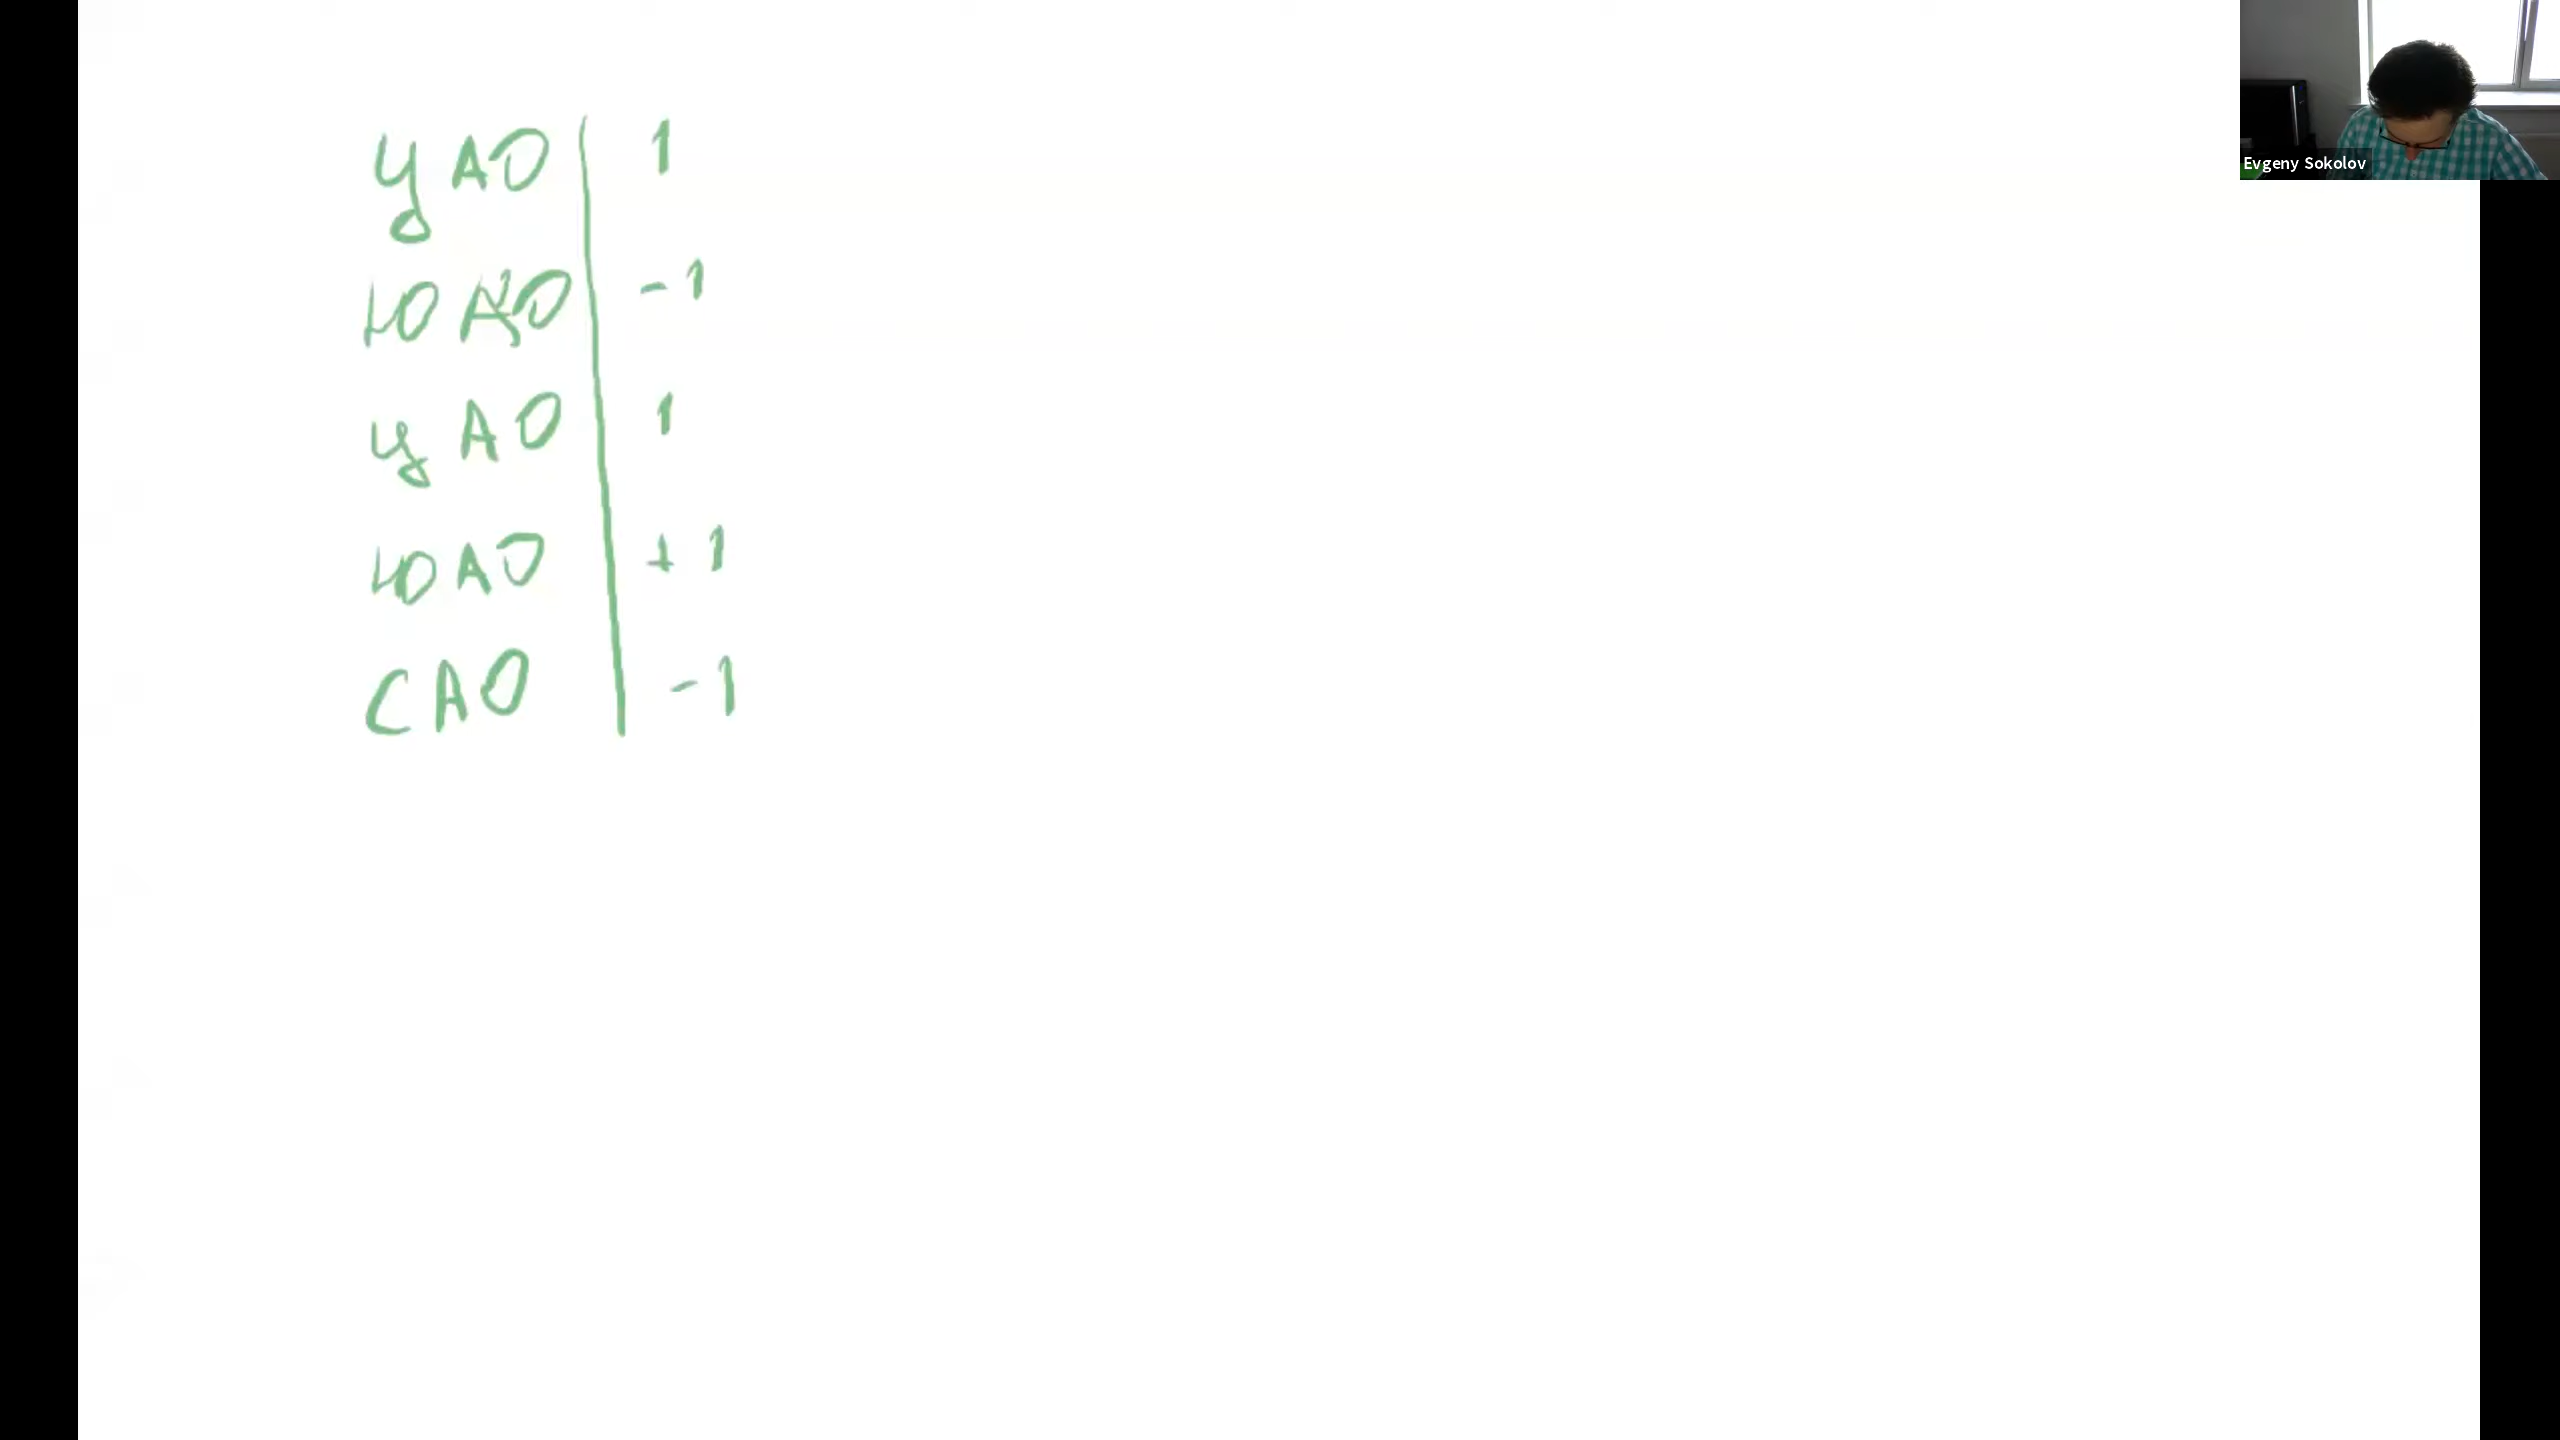 ЦАО | 1
ЮАО | -1
ЦАО | 1
ЮАО | +1
САО | -1
Evgeny Sokolov